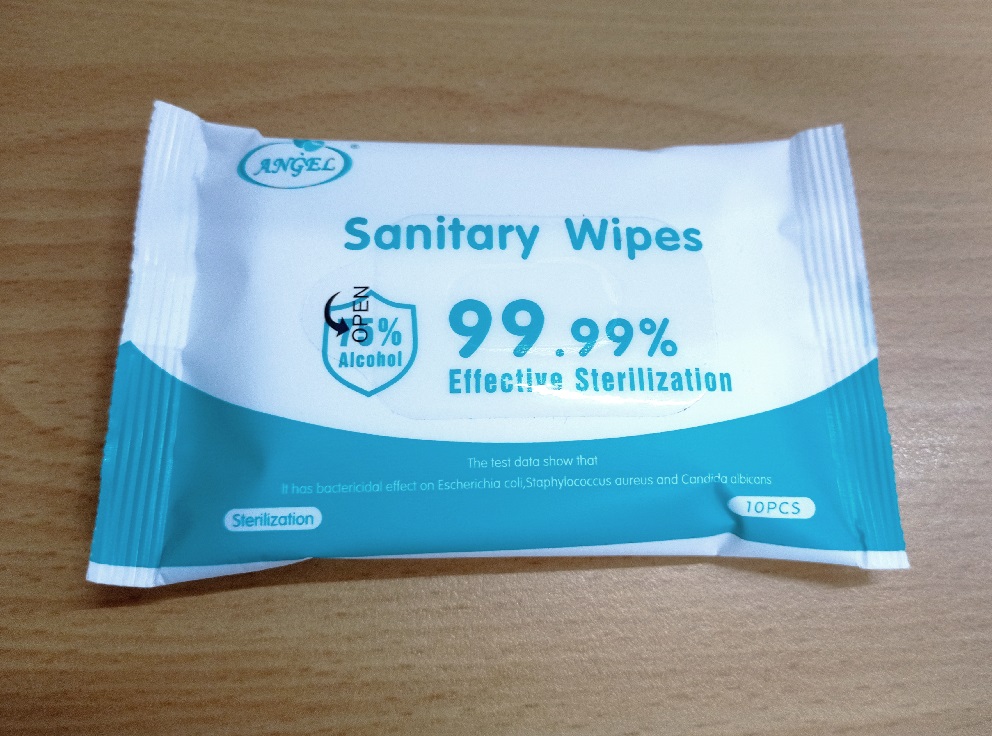 ANGEL
®
Sanitary Wipes
OPEN
75%
Alcohol
99.99%
Effective Sterilization
The test data show that
It has bactericidal effect on Escherichia coli,Staphylococcus aureus and Candida albicans
Sterilization
10PCS